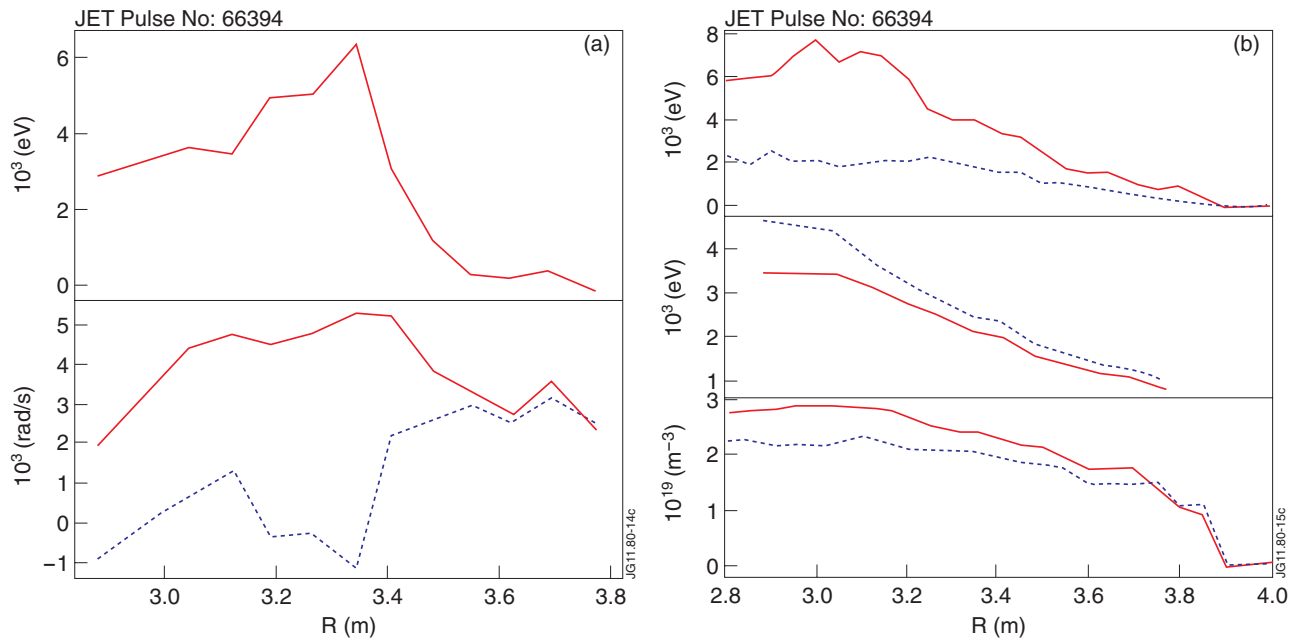 JET Pulse No: 66394
(a)
10³ (eV)
6
4
2
0
10³ (rad/s)
5
4
3
2
1
0
−1
3.0 3.2 3.4 3.6 3.8
R (m)
JG11.80-14c
JET Pulse No: 66394
(b)
10³ (eV)
8
6
4
2
0
10³ (eV)
4
3
2
1
10¹⁹ (m−³)
3
2
1
0
2.8 3.0 3.2 3.4 3.6 3.8 4.0
R (m)
JG11.80-15c